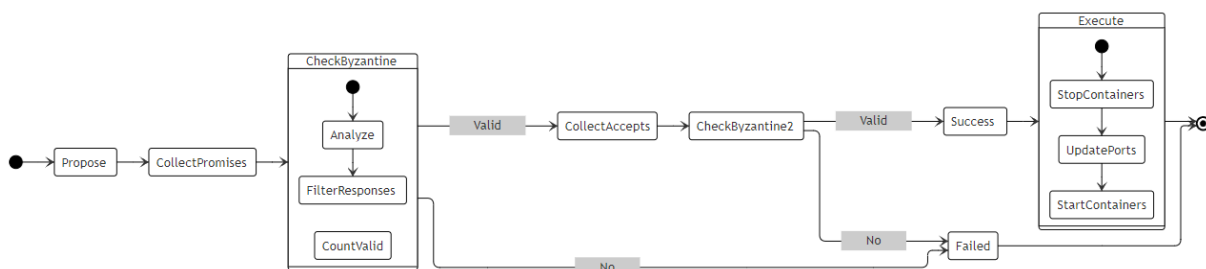 Execute
CheckByzantine
StopContainers
Analyze
Valid
CollectAccepts
CheckByzantine2
Valid
Success
UpdatePorts
Propose
CollectPromises
FilterResponses
StartContainers
CountValid
No
Failed
No